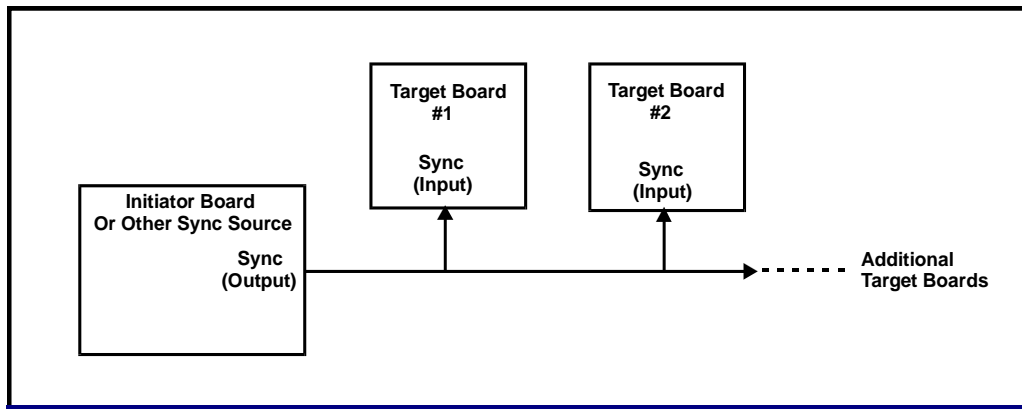 Target Board
#1
Sync
(Input)
Target Board
#2
Sync
(Input)
Initiator Board
Or Other Sync Source
Sync
(Output)
Additional
Target Boards